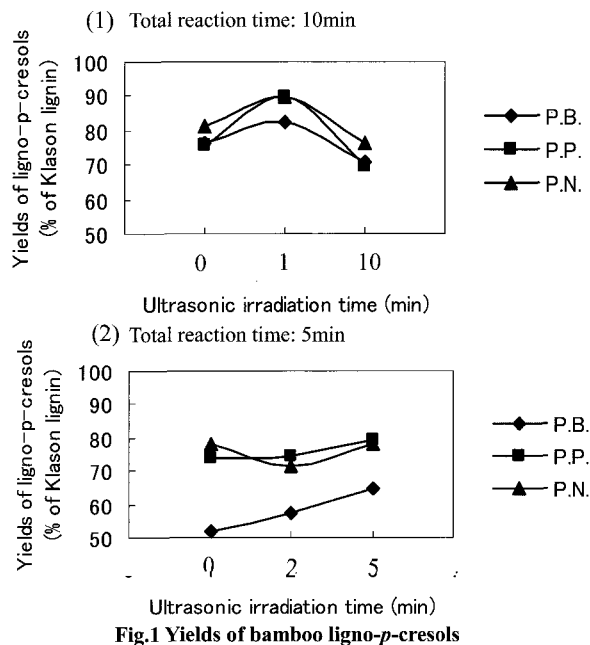 (1) Total reaction time: 10min
Yields of ligno-p-cresols
(% of Klason lignin)
100
90
80
70
60
50
0 1 10
Ultrasonic irradiation time (min)
P.B.
P.P.
P.N.
(2) Total reaction time: 5min
Yields of ligno-p-cresols
(% of Klason lignin)
100
90
80
70
60
50
0 2 5
Ultrasonic irradiation time (min)
P.B.
P.P.
P.N.
Fig.1 Yields of bamboo ligno-p-cresols